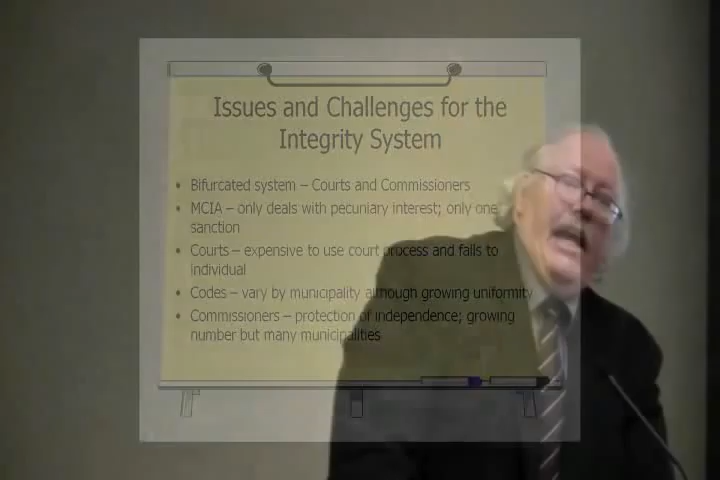 Issues and Challenges for the
Integrity System
• Bifurcated system – Courts and Commissioners
• MCIA – only deals with pecuniary interest; only one
sanction
• Courts – expensive to use court process and falls to
individual
• Codes – vary by municipality although growing uniformity
• Commissioners – protection of independence; growing
number but many municipalities